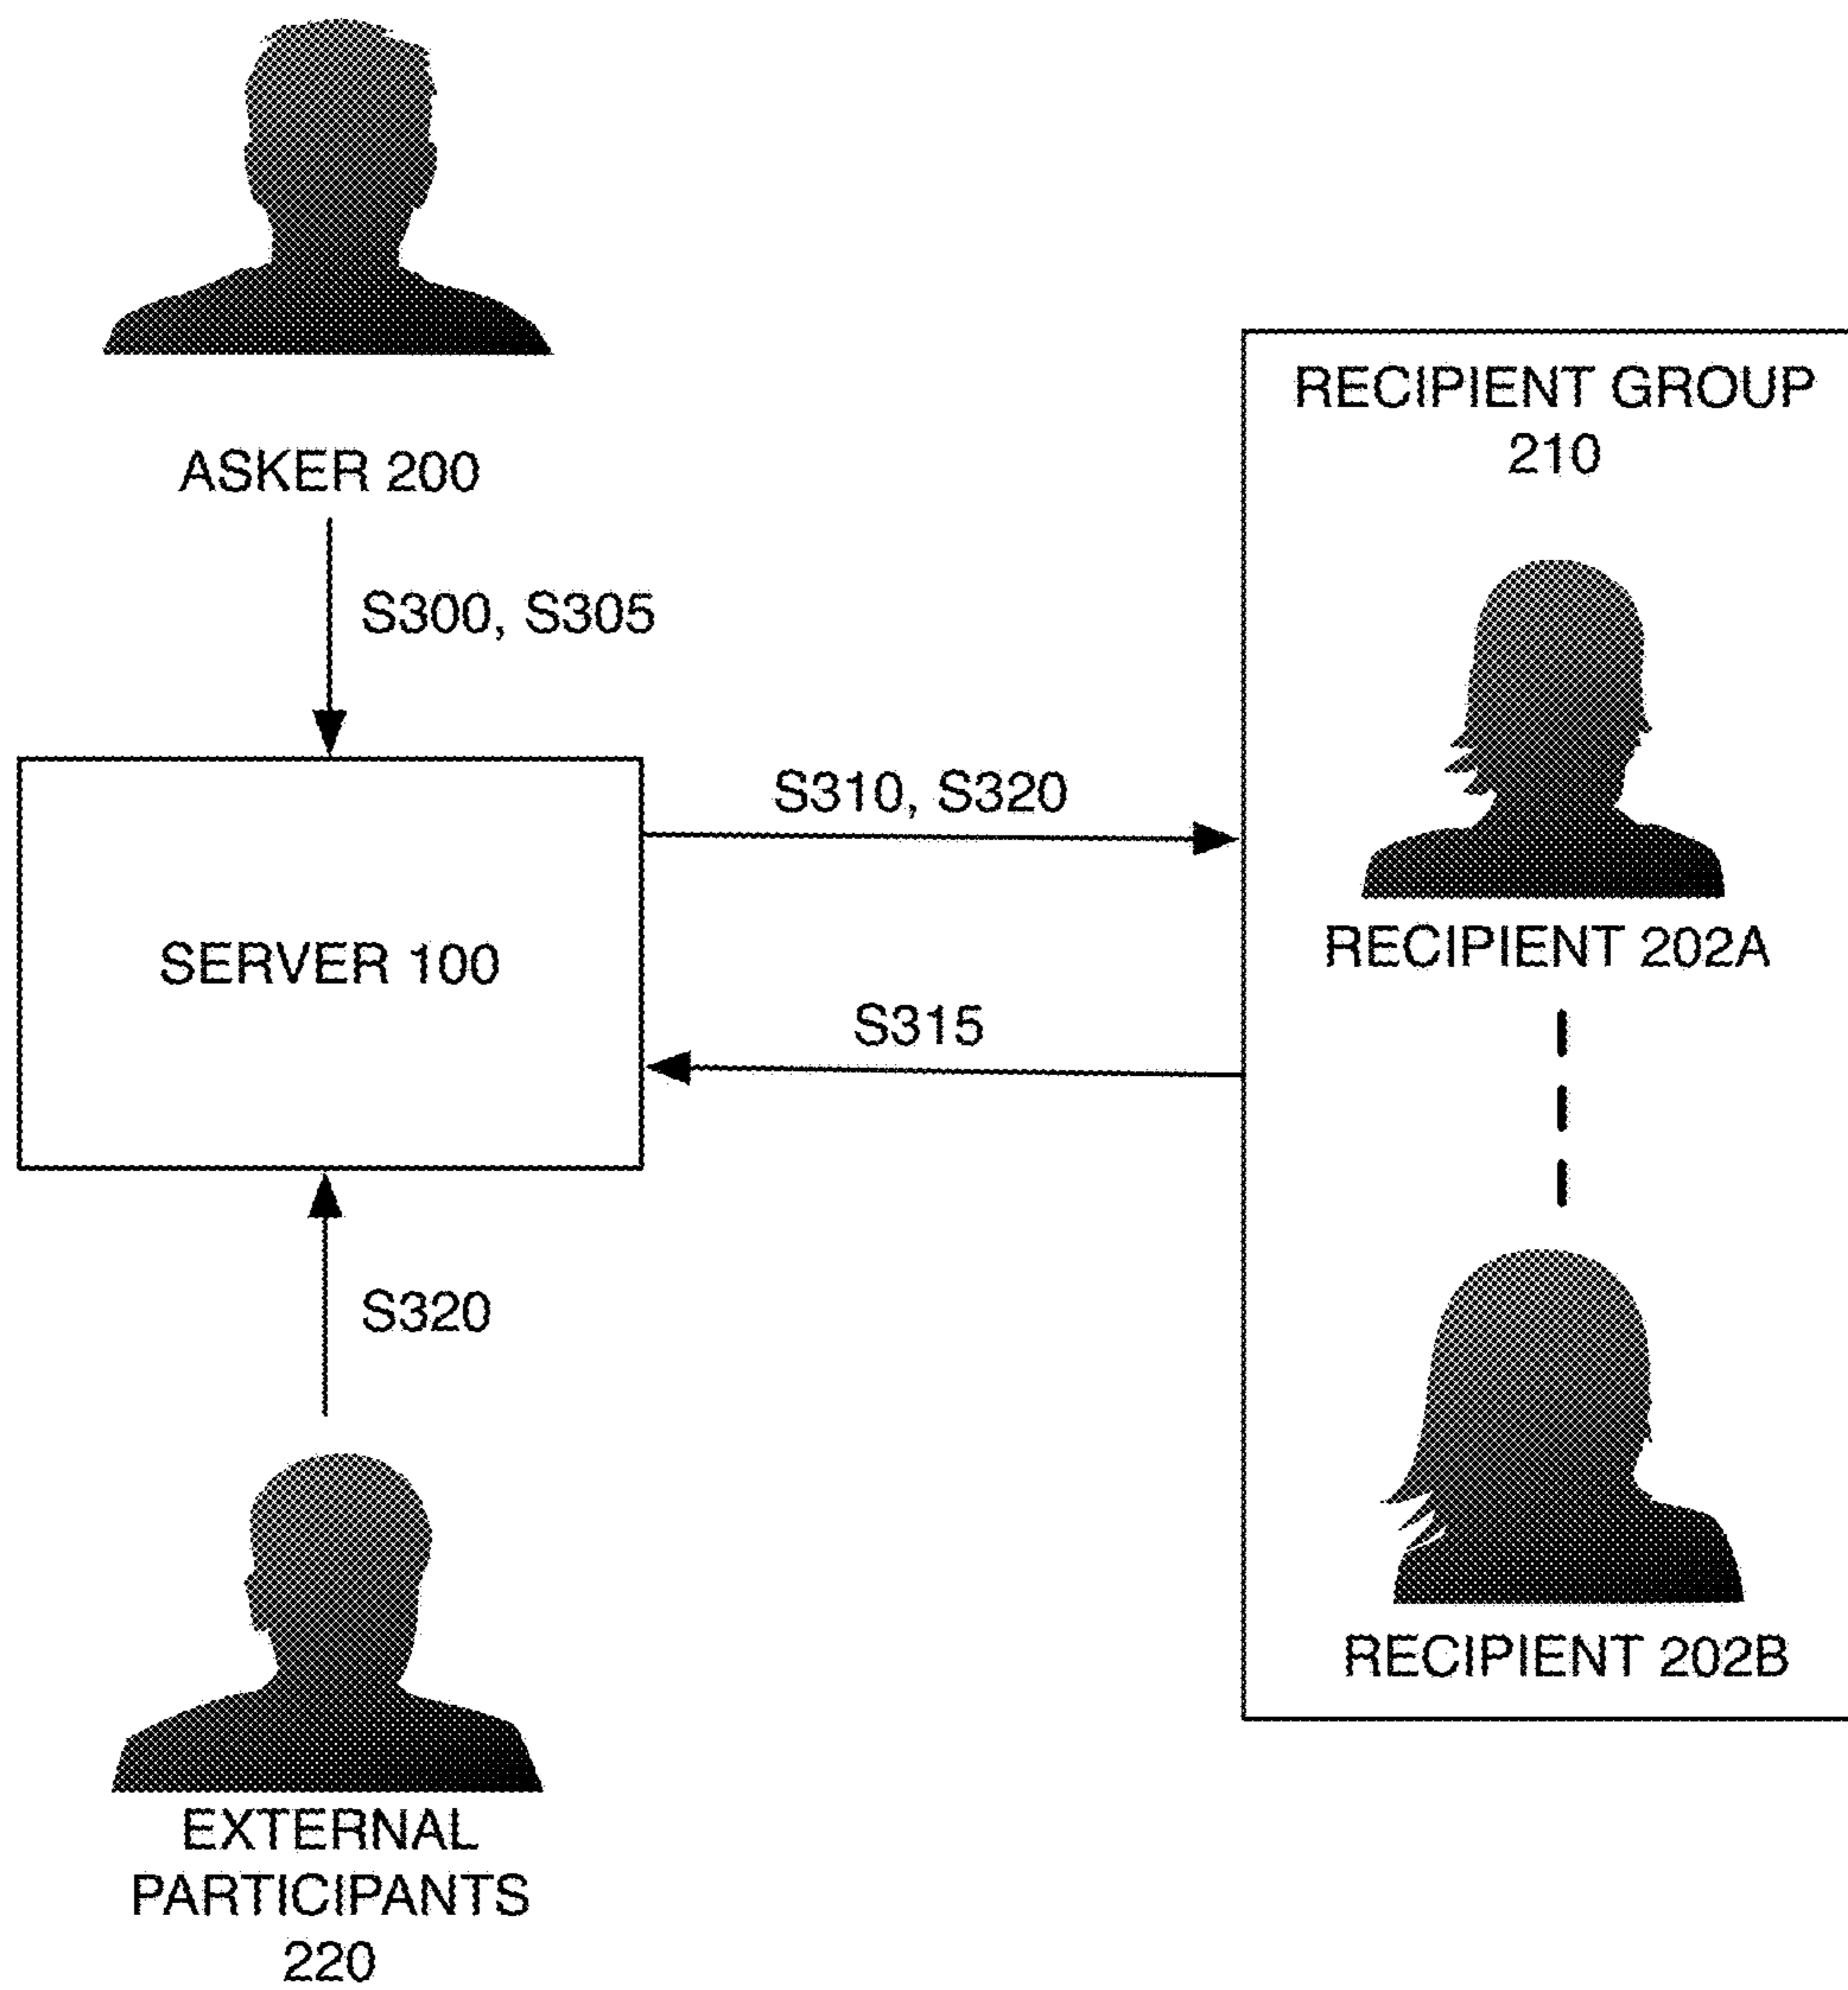 ASKER 200
S300, S305
SERVER 100
S310, S320
S315
S320
EXTERNAL
PARTICIPANTS
220
RECIPIENT GROUP
210
RECIPIENT 202A
RECIPIENT 202B